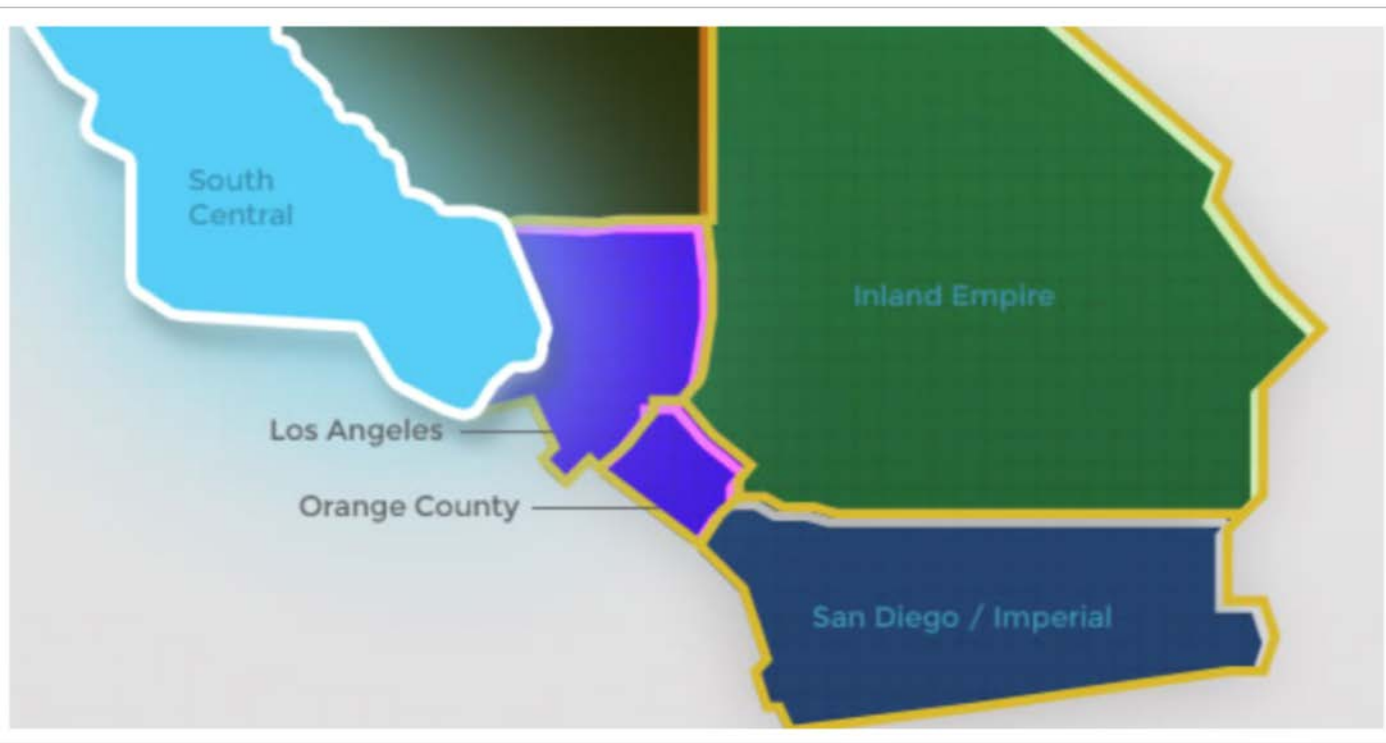 South
Central
Inland Empire
Los Angeles
Orange County
San Diego / Imperial